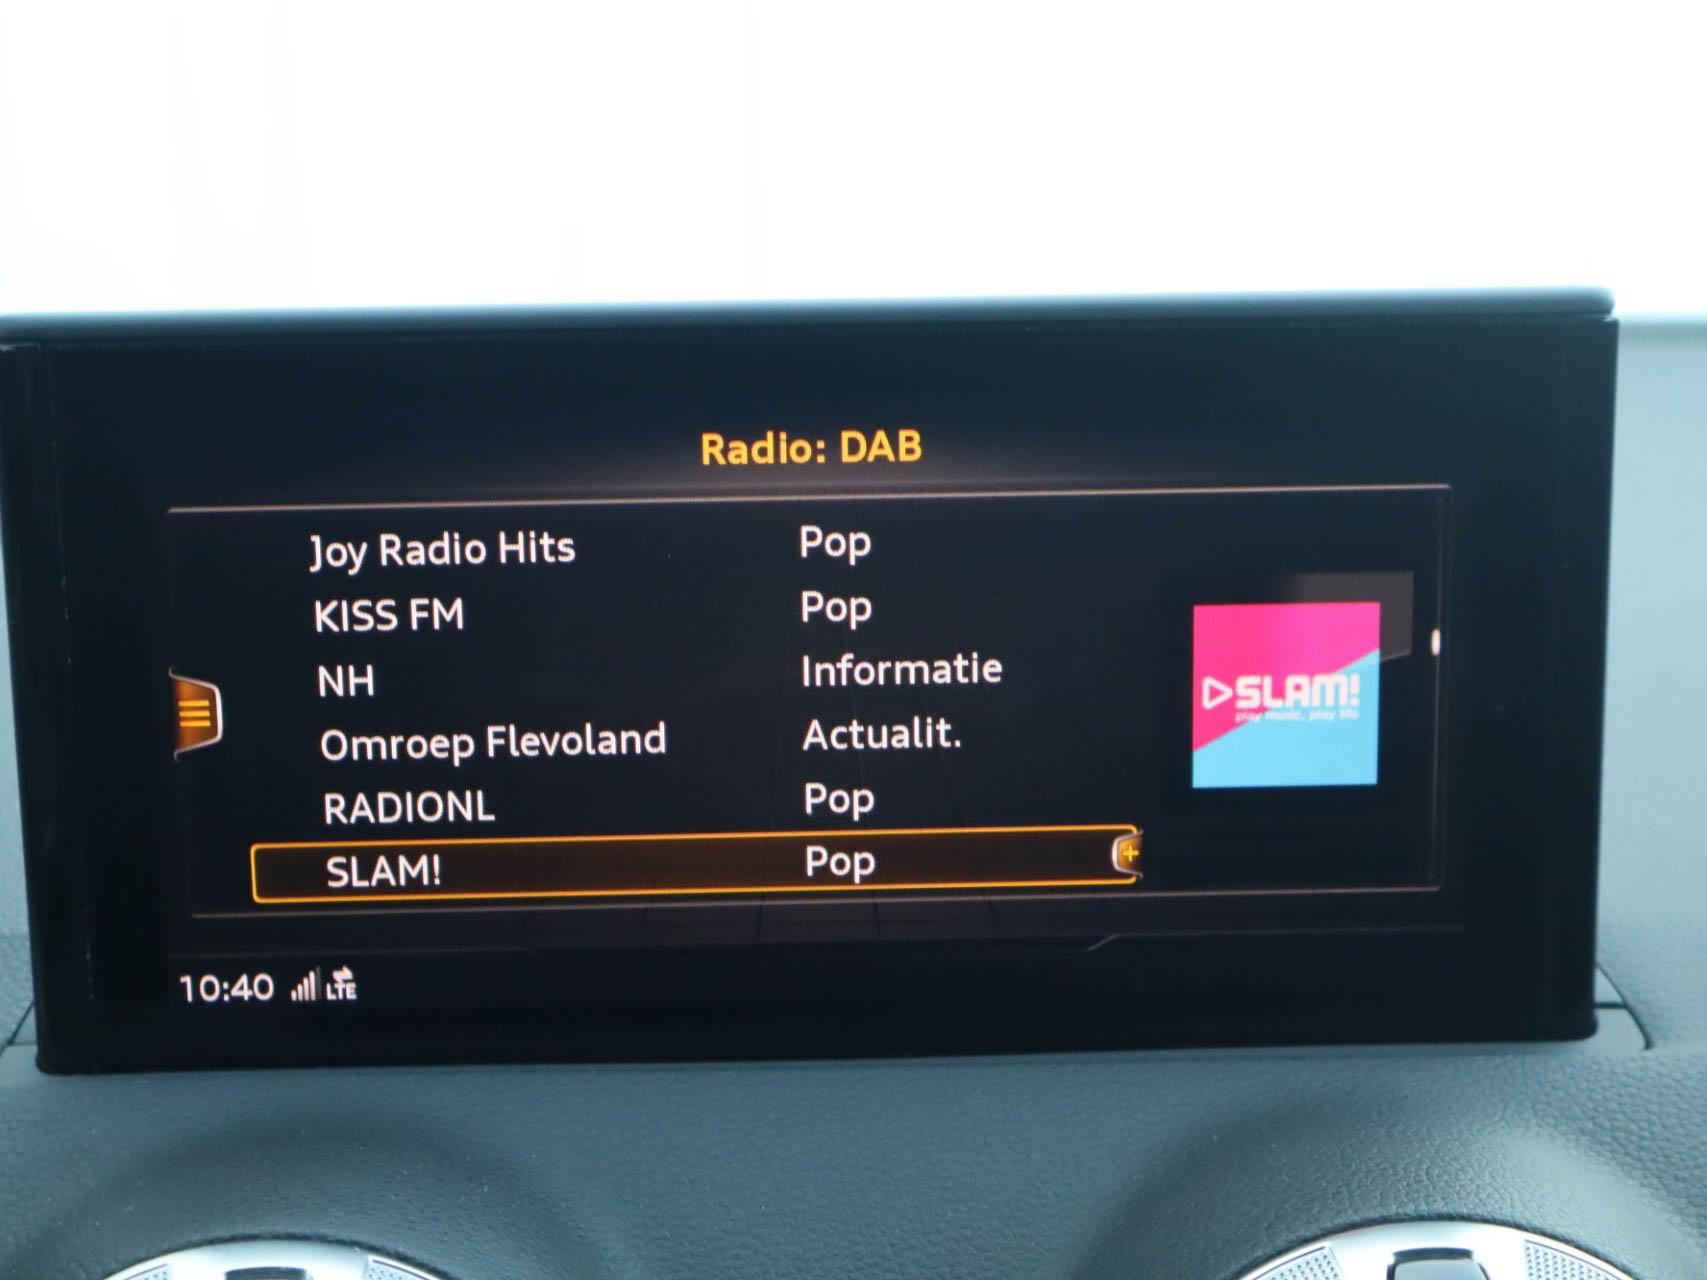 Radio: DAB
Joy Radio Hits Pop
KISS FM Pop
NH Informatie
Omroep Flevoland Actualit.
RADIONL Pop
SLAM! Pop
SLAM!
play music, play life
10:40 LTE